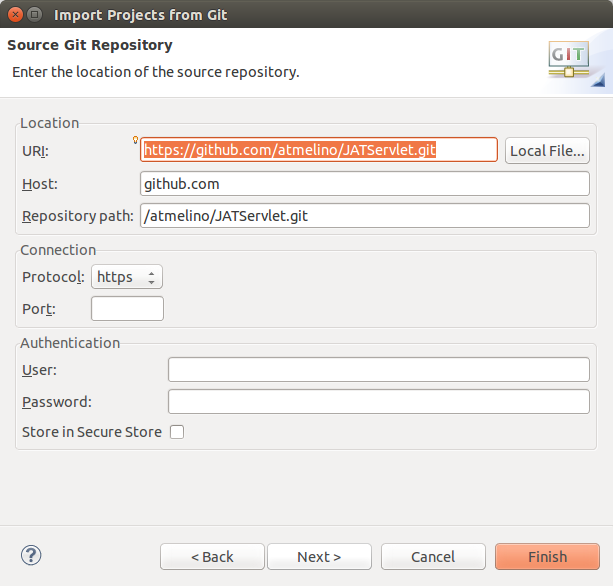 Import Projects from Git
Source Git Repository
Enter the location of the source repository.
GIT
Location
URI: https://github.com/atmelino/JATServlet.git Local File...
Host: github.com
Repository path: /atmelino/JATServlet.git
Connection
Protocol: https
Port:
Authentication
User:
Password:
Store in Secure Store
? < Back Next > Cancel Finish